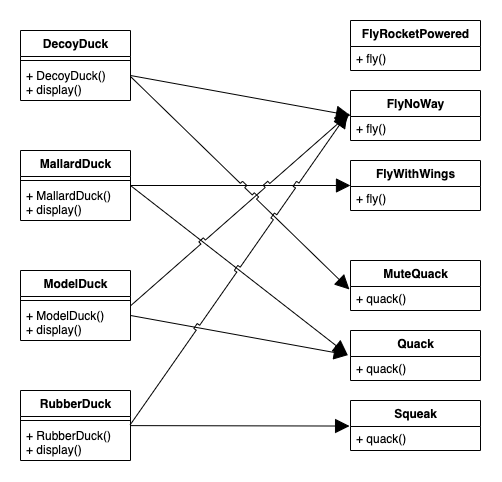 DecoyDuck
+ DecoyDuck()
+ display()
MallardDuck
+ MallardDuck()
+ display()
ModelDuck
+ ModelDuck()
+ display()
RubberDuck
+ RubberDuck()
+ display()
FlyRocketPowered
+ fly()
FlyNoWay
+ fly()
FlyWithWings
+ fly()
MuteQuack
+ quack()
Quack
+ quack()
Squeak
+ quack()